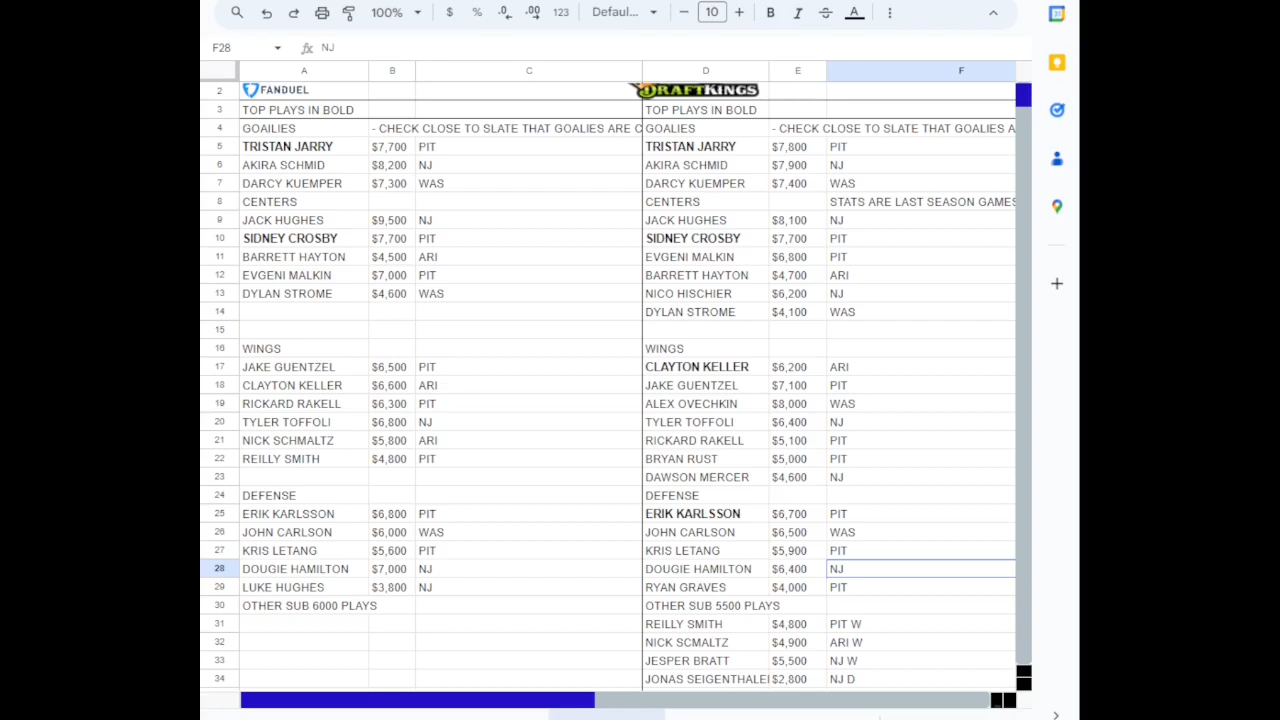 100% $ % .0 .00 123 Defaul... 10 B I S A
F28 fx NJ
A B C D E F
2 FANDUEL DRAFTKINGS
3 TOP PLAYS IN BOLD TOP PLAYS IN BOLD
4 GOAILIES - CHECK CLOSE TO SLATE THAT GOALIES ARE C GOALIES - CHECK CLOSE TO SLATE THAT GOALIES A
5 TRISTAN JARRY $7,700 PIT TRISTAN JARRY $7,800 PIT
6 AKIRA SCHMID $8,200 NJ AKIRA SCHMID $7,900 NJ
7 DARCY KUEMPER $7,300 WAS DARCY KUEMPER $7,400 WAS
8 CENTERS CENTERS STATS ARE LAST SEASON GAMES
9 JACK HUGHES $9,500 NJ JACK HUGHES $8,100 NJ
10 SIDNEY CROSBY $7,700 PIT SIDNEY CROSBY $7,700 PIT
11 BARRETT HAYTON $4,500 ARI EVGENI MALKIN $6,800 PIT
12 EVGENI MALKIN $7,000 PIT BARRETT HAYTON $4,700 ARI
13 DYLAN STROME $4,600 WAS NICO HISCHIER $6,200 NJ
14 DYLAN STROME $4,100 WAS
15
16 WINGS WINGS
17 JAKE GUENTZEL $6,500 PIT CLAYTON KELLER $6,200 ARI
18 CLAYTON KELLER $6,600 ARI JAKE GUENTZEL $7,100 PIT
19 RICKARD RAKELL $6,300 PIT ALEX OVECHKIN $8,000 WAS
20 TYLER TOFFOLI $6,800 NJ TYLER TOFFOLI $6,400 NJ
21 NICK SCHMALTZ $5,800 ARI RICKARD RAKELL $5,100 PIT
22 REILLY SMITH $4,800 PIT BRYAN RUST $5,000 PIT
23 DAWSON MERCER $4,600 NJ
24 DEFENSE DEFENSE
25 ERIK KARLSSON $6,800 PIT ERIK KARLSSON $6,700 PIT
26 JOHN CARLSON $6,000 WAS JOHN CARLSON $6,500 WAS
27 KRIS LETANG $5,600 PIT KRIS LETANG $5,900 PIT
28 DOUGIE HAMILTON $7,000 NJ DOUGIE HAMILTON $6,400 NJ
29 LUKE HUGHES $3,800 NJ RYAN GRAVES $4,000 PIT
30 OTHER SUB 6000 PLAYS OTHER SUB 5500 PLAYS
31 REILLY SMITH $4,800 PIT W
32 NICK SCMALTZ $4,900 ARI W
33 JESPER BRATT $5,500 NJ W
34 JONAS SEIGENTHALEI $2,800 NJ D